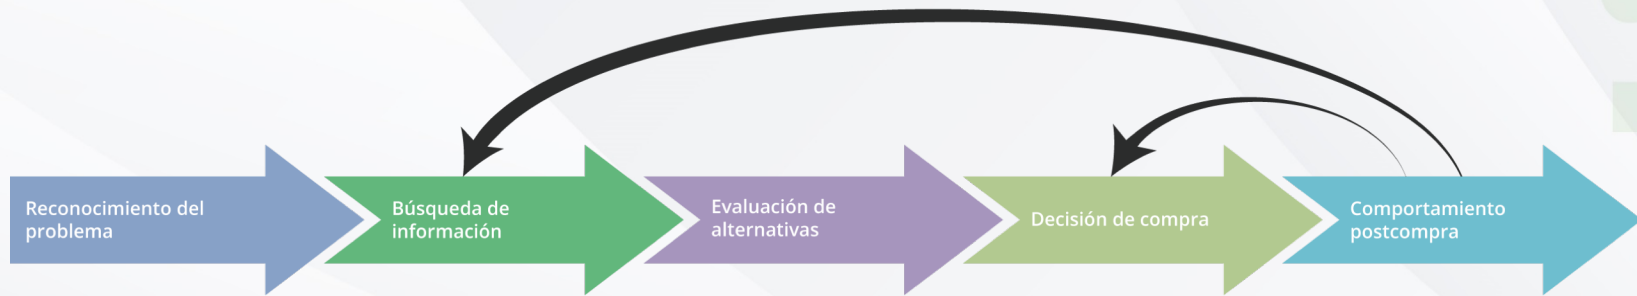 Reconocimiento del
problema
Búsqueda de
información
Evaluación de
alternativas
Decisión de compra
Comportamiento
postcompra